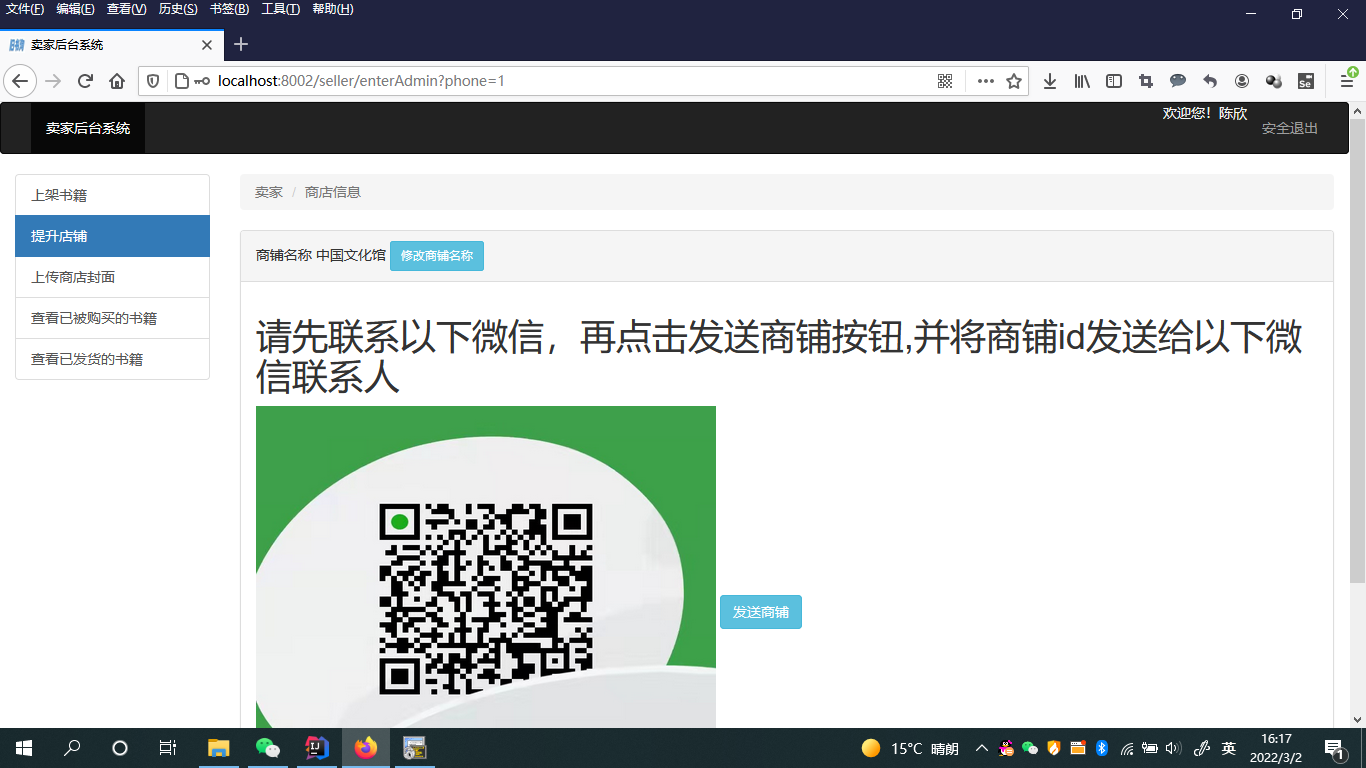 文件(F) 编辑(E) 查看(V) 历史(S) 书签(B) 工具(T) 帮助(H)
卖家后台系统
localhost:8002/seller/enterAdmin?phone=1
卖家后台系统
欢迎您！陈欣
安全退出
上架书籍
提升店铺
上传商店封面
查看已被购买的书籍
查看已发货的书籍
卖家 / 商店信息
商铺名称 中国文化馆 修改商铺名称
请先联系以下微信，再点击发送商铺按钮,并将商铺id发送给以下微
信联系人
发送商铺
15°C 晴朗
英
16:17
2022/3/2
1